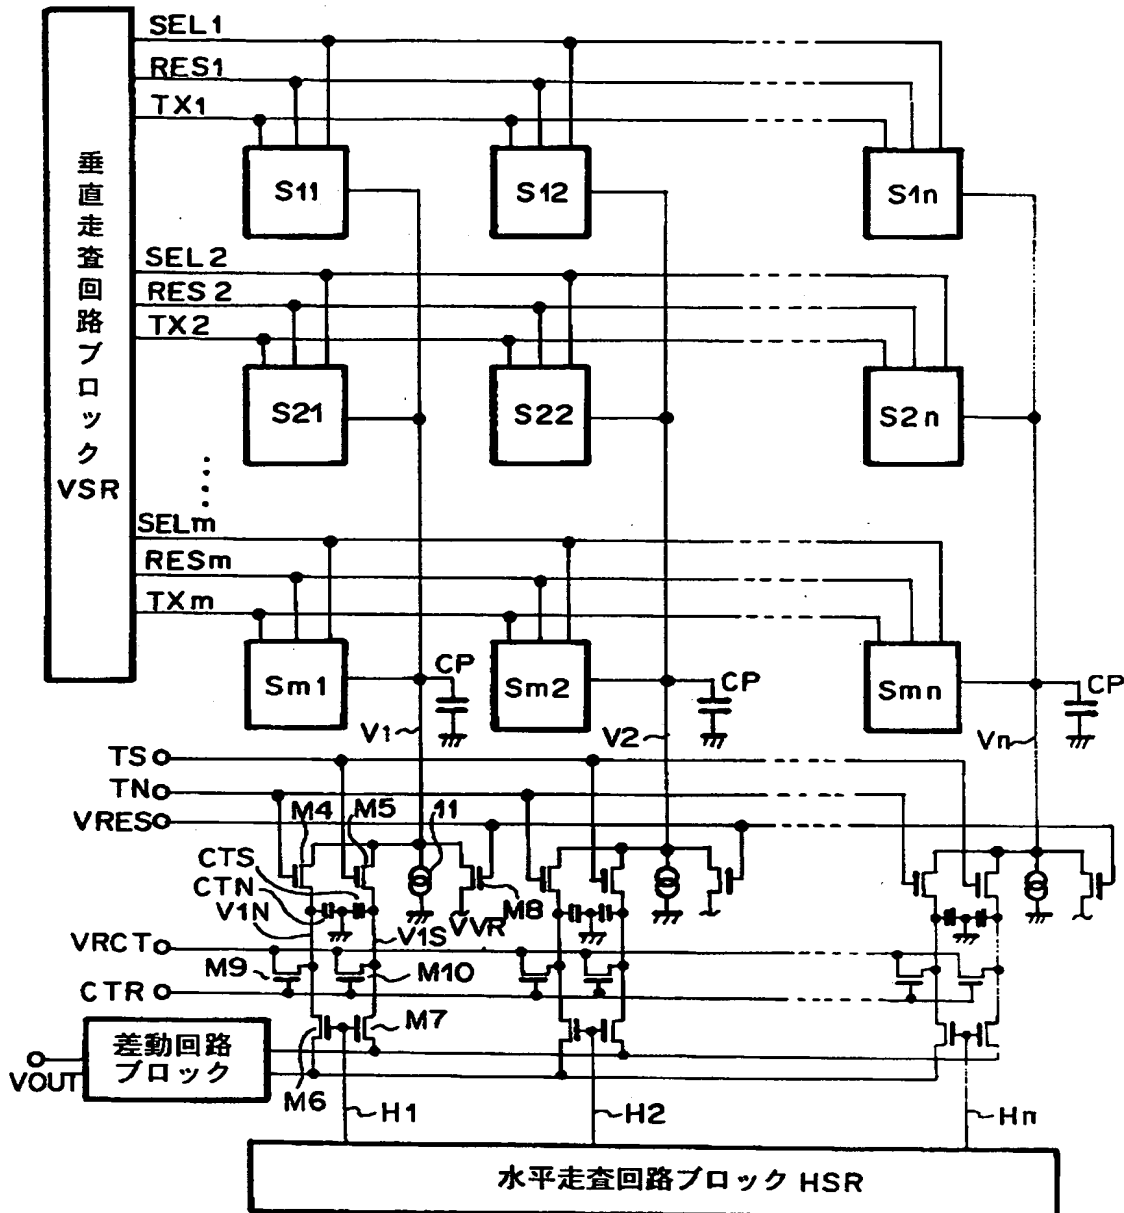 SEL1
RES1
TX1
垂直走査回路ブロック
VSR
S11
S12
S1n
SEL2
RES2
TX2
S21
S22
S2n
SELm
RESm
TXm
Sm1
CP
Sm2
CP
Smn
CP
V1
V2
Vn
TS
TN
VRES
M4
M5
11
CTS
CTN
V1N
M8
VVR
V1S
VRCT
M9
M10
CTR
M7
差動回路
ブロック
VOUT
M6
H1
H2
Hn
水平走査回路ブロック HSR